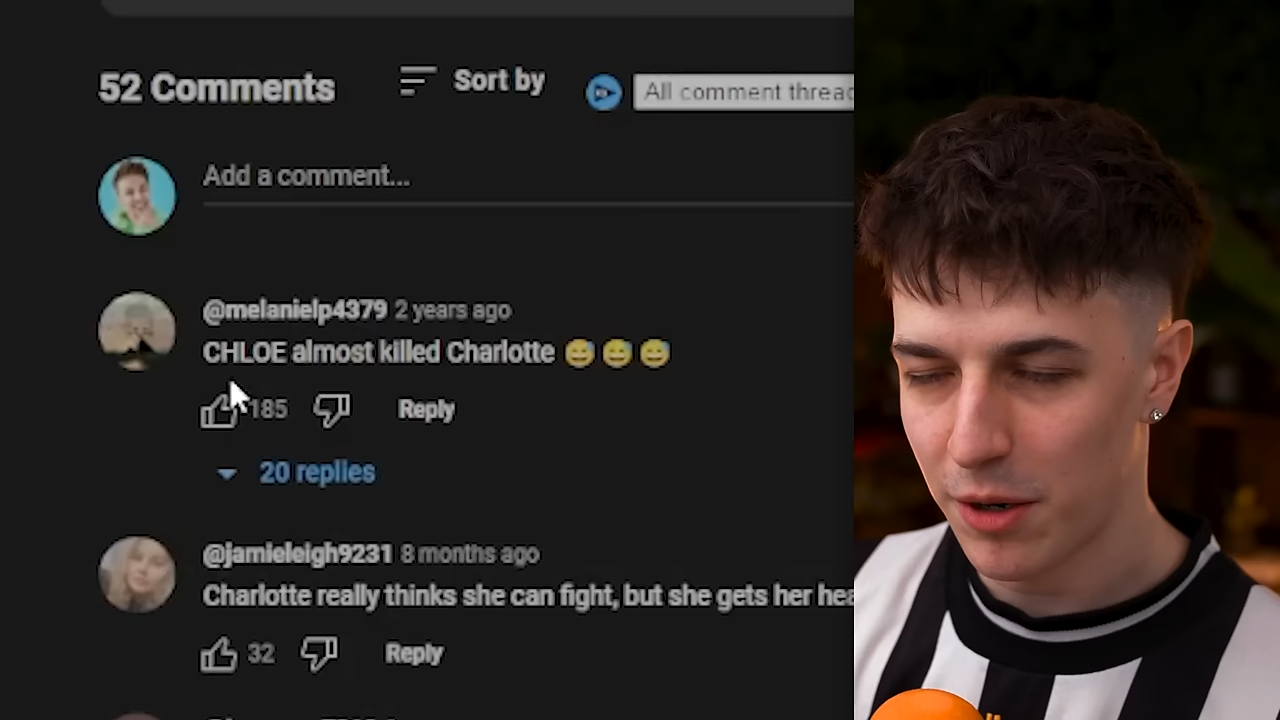 52 Comments
Sort by
All comment threa
Add a comment...
@melanielp4379 2 years ago
CHLOE almost killed Charlotte 😅 😅 😅
185
Reply
20 replies
@jamieleigh9231 8 months ago
Charlotte really thinks she can fight, but she gets her hea
32
Reply